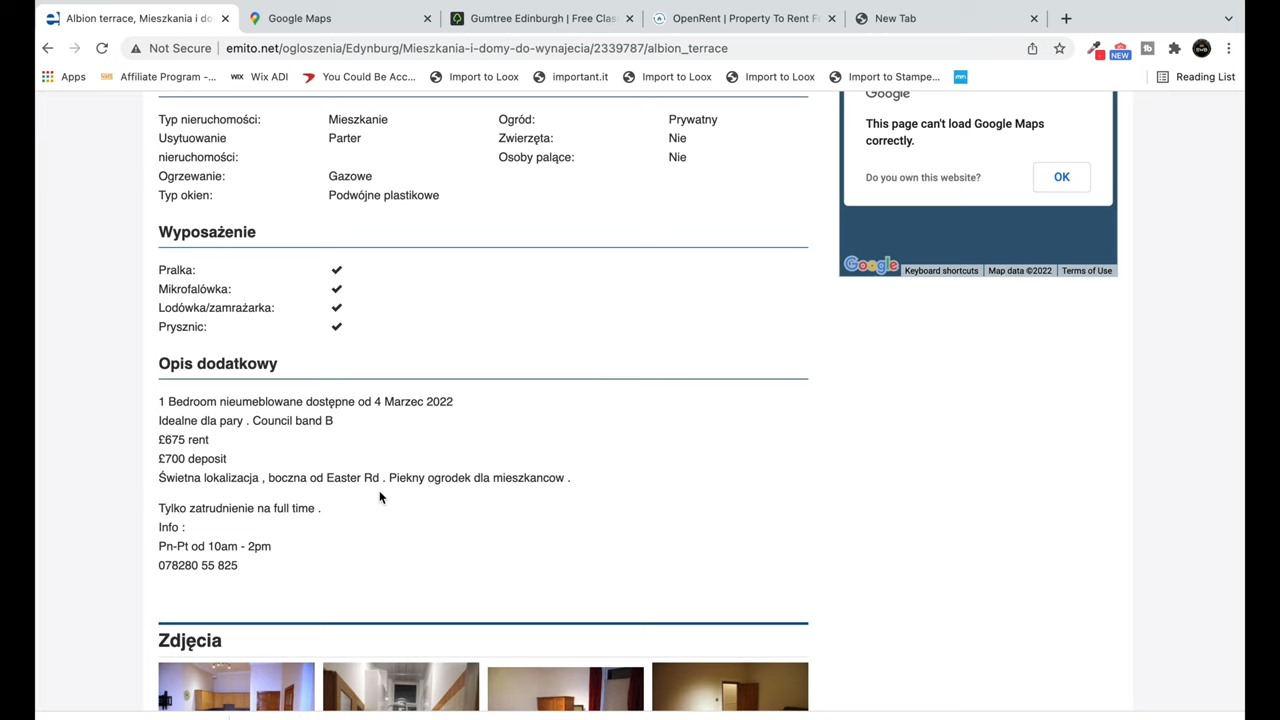 Albion terrace, Mieszkania i do
Google Maps
Gumtree Edinburgh | Free Clas
OpenRent | Property To Rent F
New Tab
Not Secure
emito.net/ogloszenia/Edynburg/Mieszkania-i-domy-do-wynajecia/2339787/albion_terrace
NEW
Apps
Affiliate Program -...
WIX Wix ADI
You Could Be Acc...
Import to Loox
important.it
Import to Loox
Import to Loox
Import to Stampe...
Reading List
Typ nieruchomości: Mieszkanie Ogród: Prywatny
Usytuowanie Parter Zwierzęta: Nie
nieruchomości: Osoby palące: Nie
Ogrzewanie: Gazowe
Typ okien: Podwójne plastikowe
Google
This page can't load Google Maps
correctly.
Do you own this website? OK
Google Keyboard shortcuts Map data ©2022 Terms of Use
Wyposażenie
Pralka: ✔
Mikrofalówka: ✔
Lodówka/zamrażarka: ✔
Prysznic: ✔
Opis dodatkowy
1 Bedroom nieumeblowane dostępne od 4 Marzec 2022
Idealne dla pary . Council band B
£675 rent
£700 deposit
Świetna lokalizacja , boczna od Easter Rd . Piekny ogrodek dla mieszkancow .
Tylko zatrudnienie na full time .
Info :
Pn-Pt od 10am - 2pm
078280 55 825
Zdjęcia